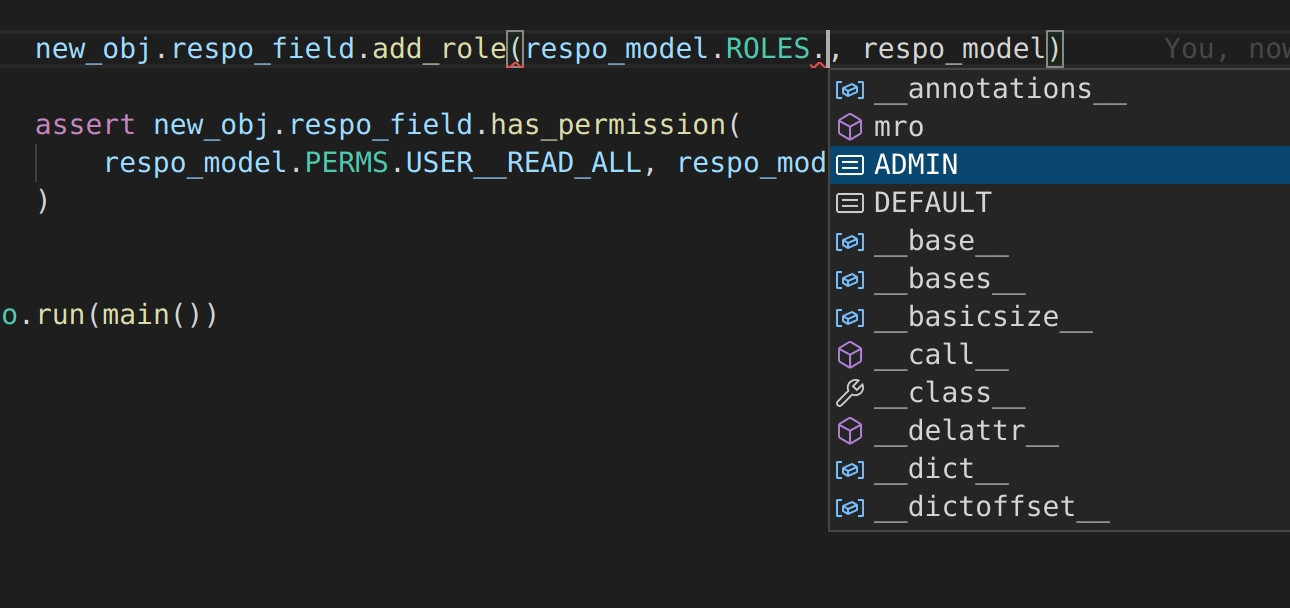 new_obj.respo_field.add_role(respo_model.ROLES., respo_model) You, now
assert new_obj.respo_field.has_permission(
respo_model.PERMS.USER__READ_ALL, respo_mod
)
o.run(main())
__annotations__
mro
ADMIN
DEFAULT
__base__
__bases__
__basicsize__
__call__
__class__
__delattr__
__dict__
__dictoffset__